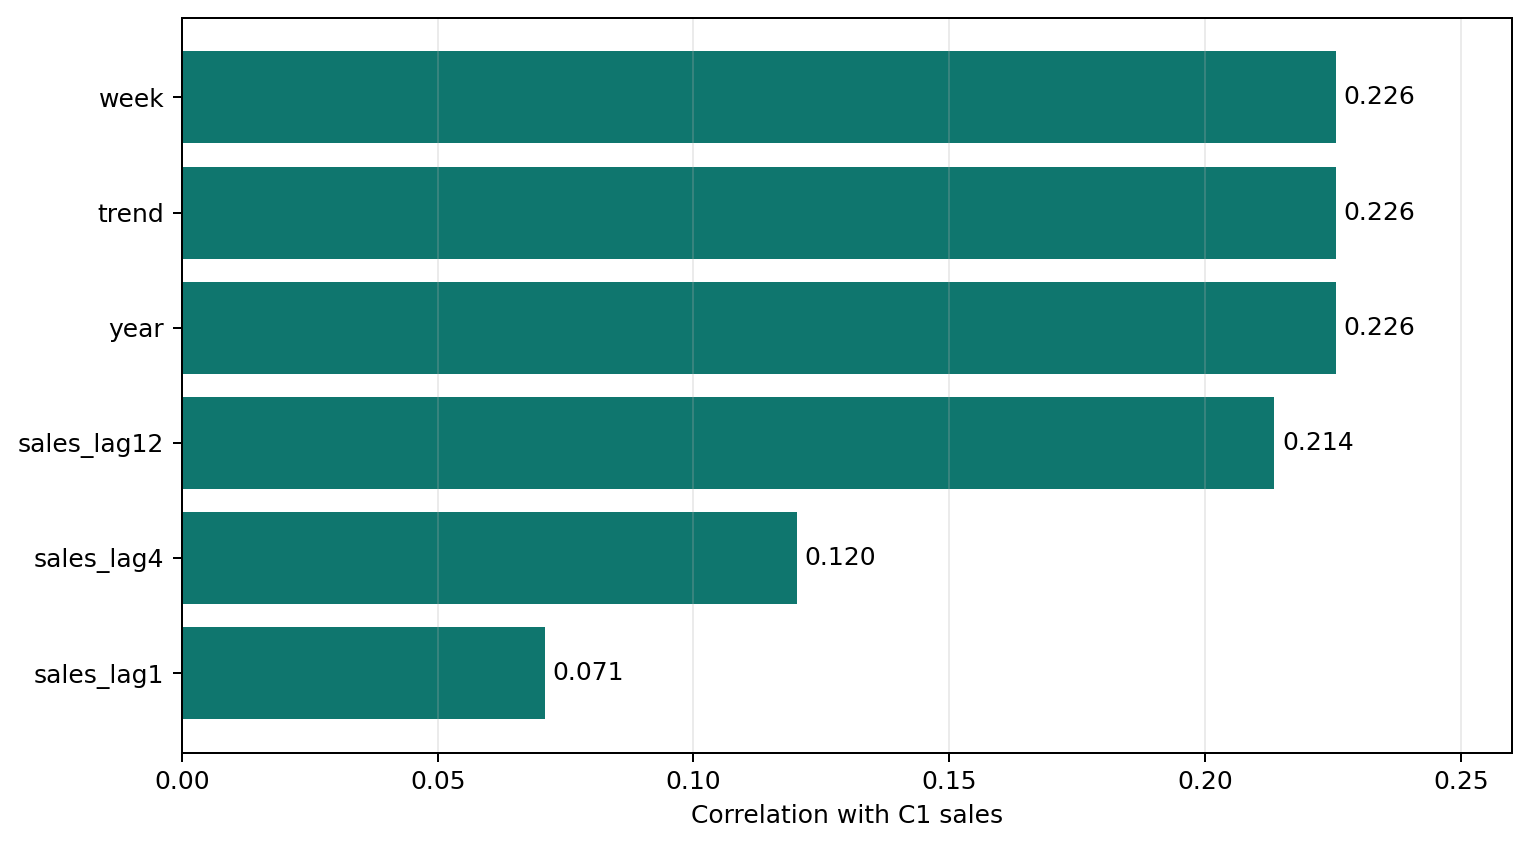 week 0.226
trend 0.226
year 0.226
sales_lag12 0.214
sales_lag4 0.120
sales_lag1 0.071
0.00 0.05 0.10 0.15 0.20 0.25
Correlation with C1 sales